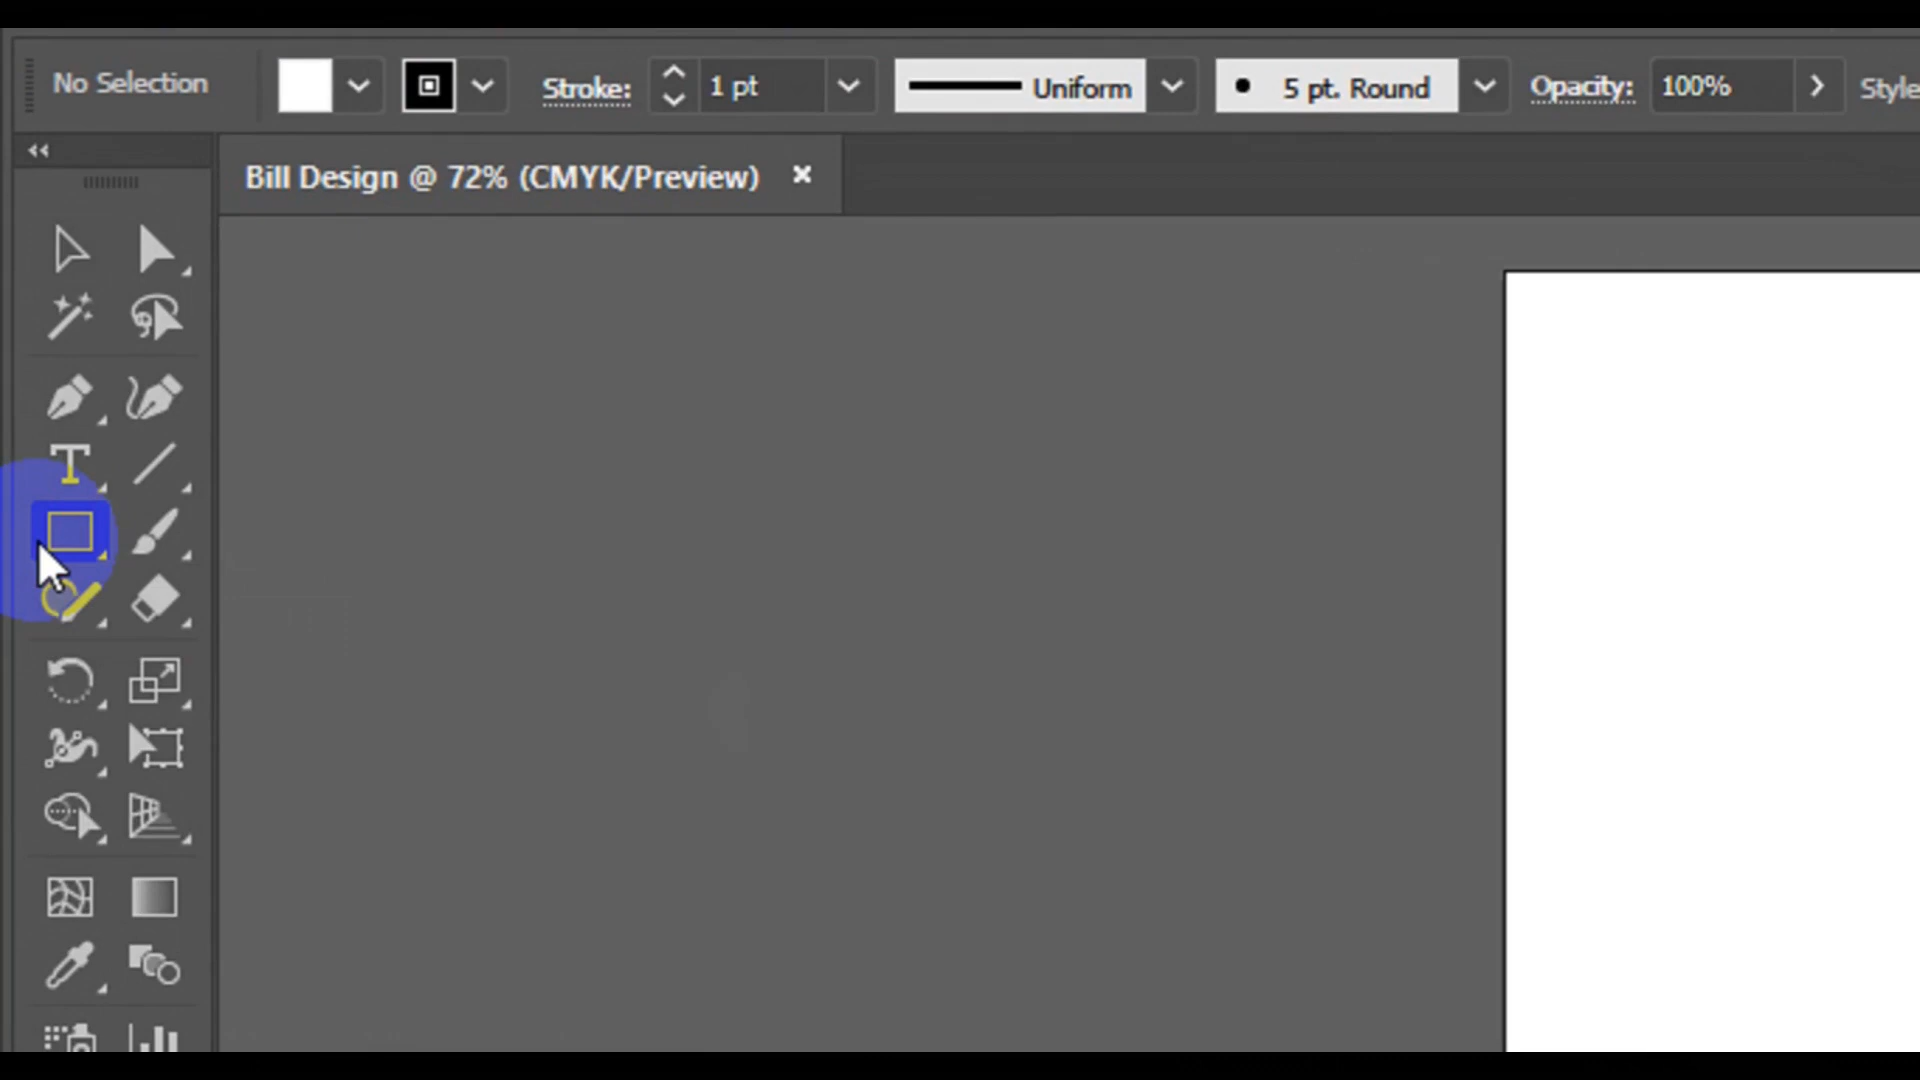 No Selection Stroke: 1 pt Uniform 5 pt. Round Opacity: 100% Style
Bill Design @ 72% (CMYK/Preview) ×